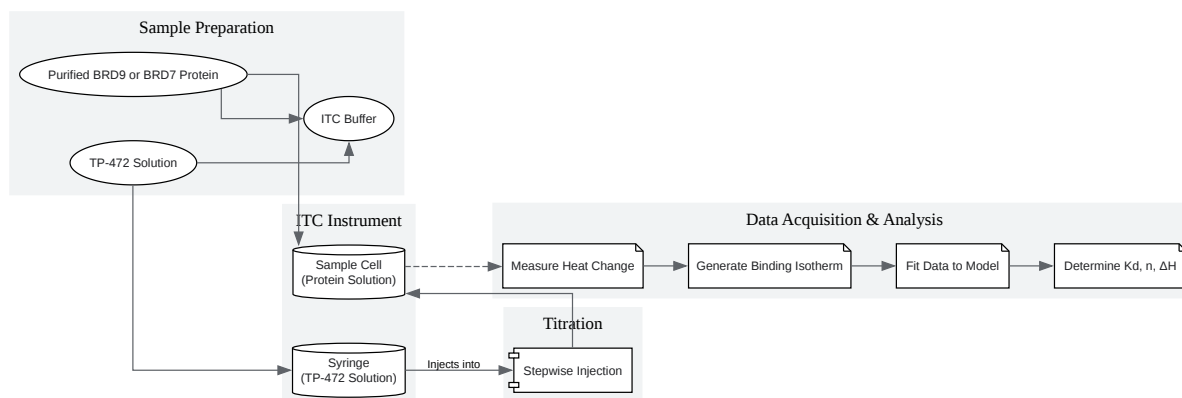 Sample Preparation
Purified BRD9 or BRD7 Protein
ITC Buffer
TP-472 Solution
ITC Instrument
Sample Cell
(Protein Solution)
Syringe
(TP-472 Solution)
Injects into
Titration
Stepwise Injection
Data Acquisition & Analysis
Measure Heat Change
Generate Binding Isotherm
Fit Data to Model
Determine Kd, n, ΔH